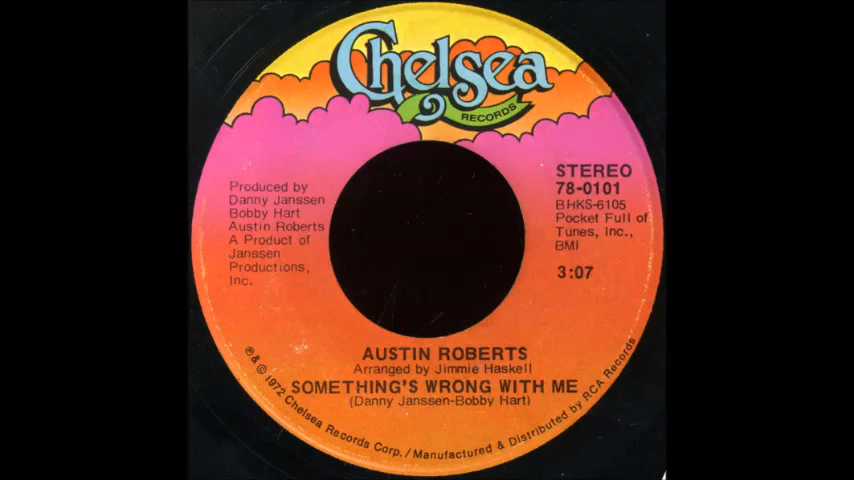 Chelsea
RECORDS
Produced by
Danny Janssen
Bobby Hart
Austin Roberts
A Product of
Janssen
Productions,
Inc.
STEREO
78-0101
BHKS-6105
Pocket Full of
Tunes, Inc.,
BMI
3:07
AUSTIN ROBERTS
Arranged by Jimmie Haskell
SOMETHING'S WRONG WITH ME
(Danny Janssen-Bobby Hart)
℗ & © 1972 Chelsea Records Corp. / Manufactured & Distributed by RCA Records